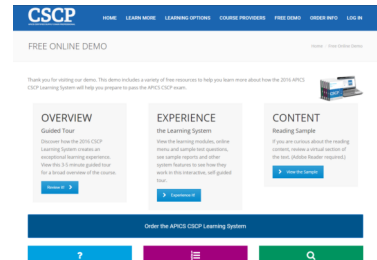 CSCP
HOME LEARN MORE LEARNING OPTIONS COURSE PROVIDERS FREE DEMO ORDER INFO LOG IN
FREE ONLINE DEMO
Home Free Online Demo
Thank you for visiting our demo. This demo includes a variety of free resources to help you learn more about how the 2016 APICS
CSCP Learning System will help you prepare to pass the APICS CSCP exam.
OVERVIEW
Guided Tour
Discover how the 2016 CSCP
Learning System creates an
exceptional learning experience.
View this 3-5 minute guided tour
for a broad overview of the course.
Review It!
EXPERIENCE
the Learning System
View the learning modules, online
menu and sample test questions,
see sample reports and other
system features to see how they
work in this interactive, self-guided
tour.
Experience It!
CONTENT
Reading Sample
If you are curious about the reading
content, review a virtual section of
the text. (Adobe Reader required.)
View the Sample
Order the APICS CSCP Learning System
?